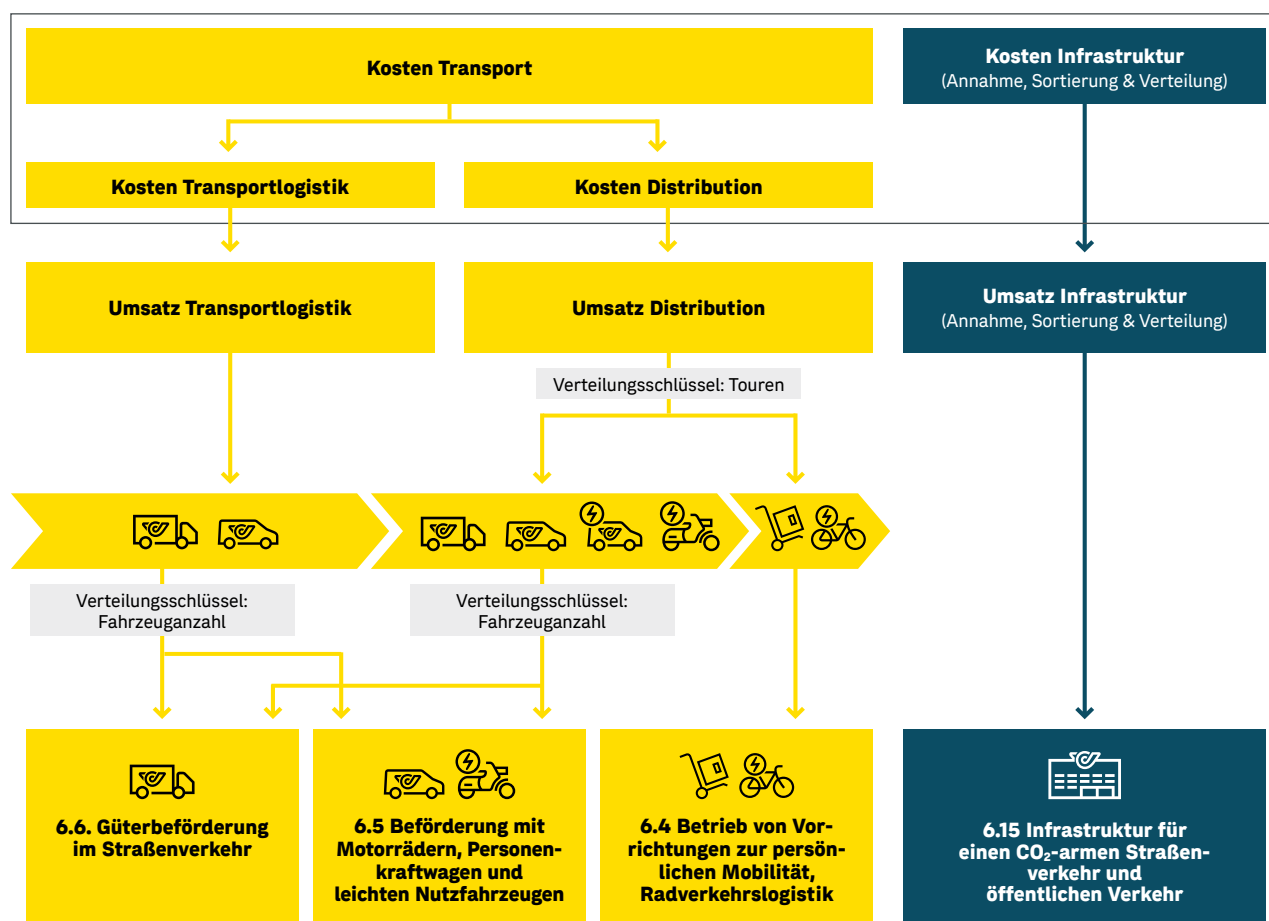 Kosten Transport
Kosten Infrastruktur
(Annahme, Sortierung & Verteilung)
Kosten Transportlogistik
Kosten Distribution
Umsatz Transportlogistik
Umsatz Distribution
Umsatz Infrastruktur
(Annahme, Sortierung & Verteilung)
Verteilungsschlüssel: Touren
Verteilungsschlüssel:
Fahrzeuganzahl
Verteilungsschlüssel:
Fahrzeuganzahl
6.6. Güterbeförderung
im Straßenverkehr
6.5 Beförderung mit
Motorrädern, Personen-
kraftwagen und
leichten Nutzfahrzeugen
6.4 Betrieb von Vor-
richtungen zur persön-
lichen Mobilität,
Radverkehrslogistik
6.15 Infrastruktur für
einen CO₂-armen Straßen-
verkehr und
öffentlichen Verkehr